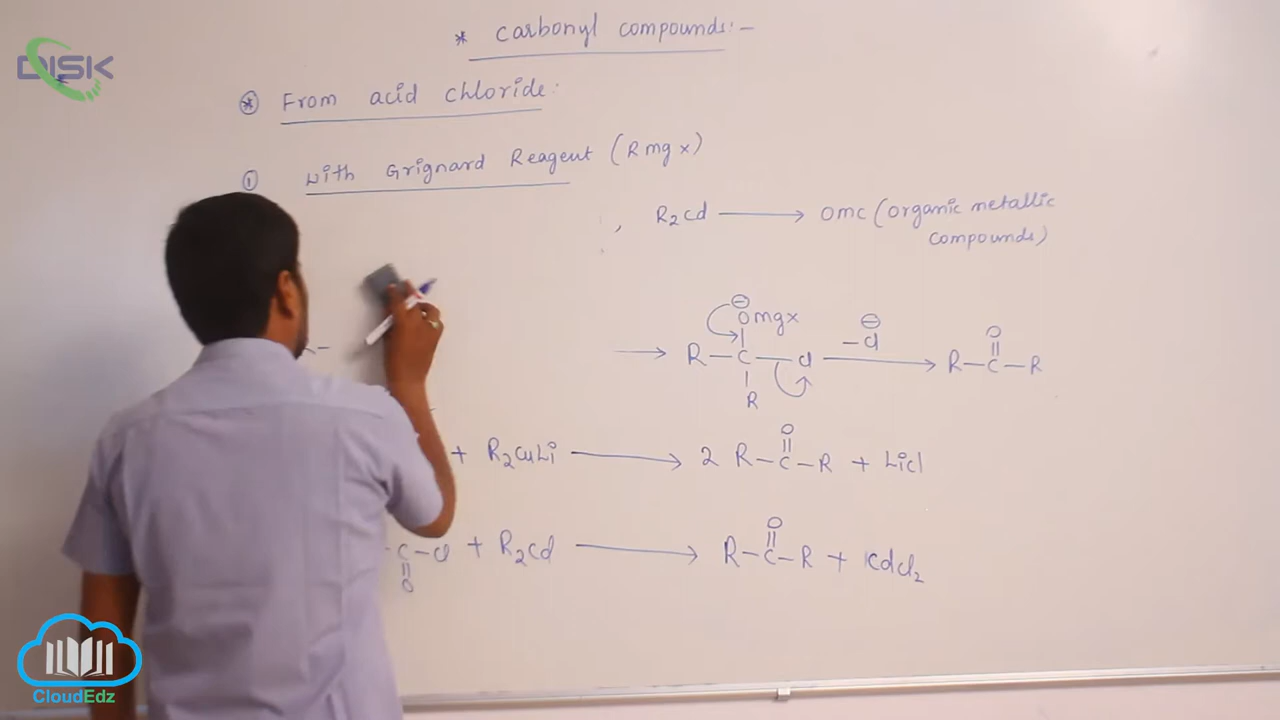 DISK
* Carbonyl compounds:-
* From acid chloride:
① with Grignard Reagent (Rmgx)
, R₂cd ⟶ omc (organic metallic
compounds)
⊖
Omgx
⟶ R—C—Cl —Cl⊖ ⟶ R—C—R
O
R
+ R₂CuLi ⟶ 2 R—C—R + Licl
O
—C—Cl + R₂Cd ⟶ R—C—R + Cdcl₂
O
O
CloudEdz